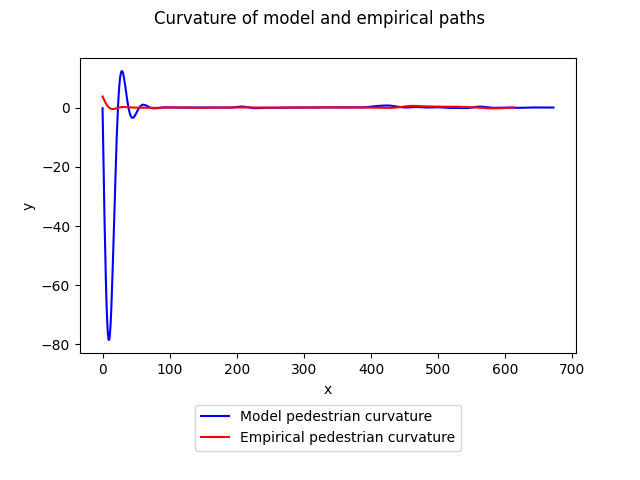 Curvature of model and empirical paths
y
0
−20
−40
−60
−80
0 100 200 300 400 500 600 700
x
Model pedestrian curvature
Empirical pedestrian curvature